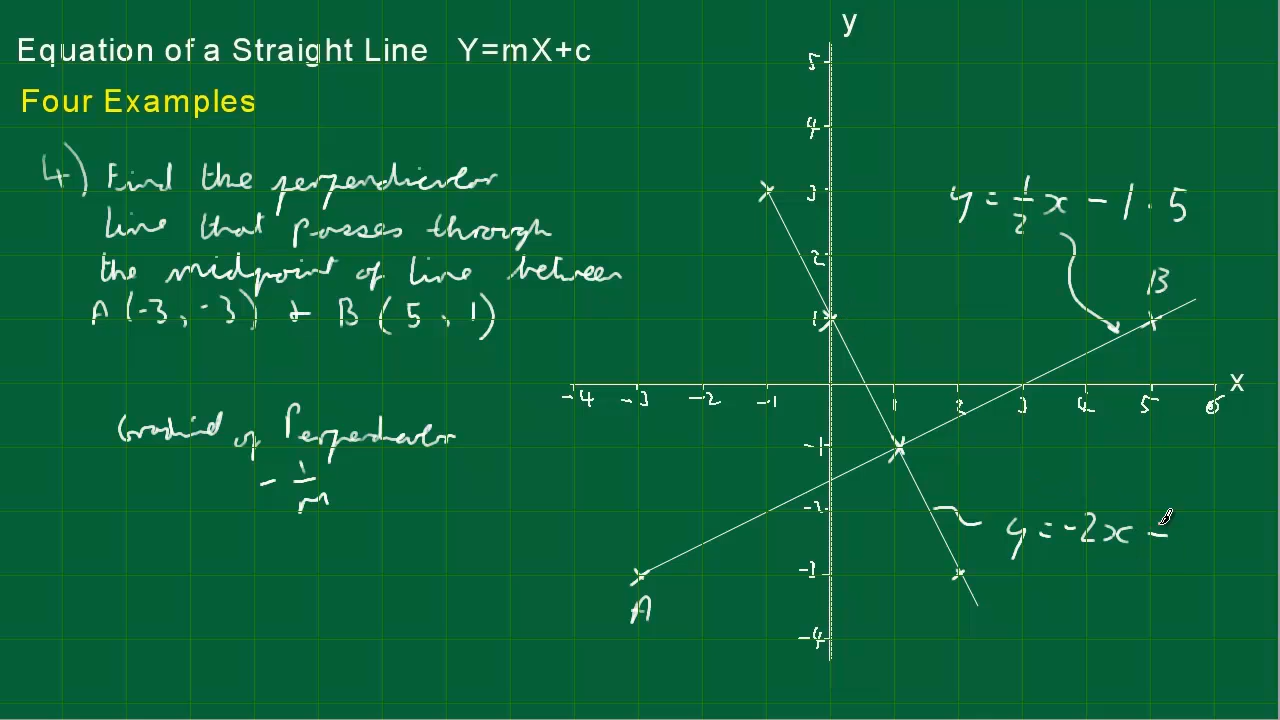 Equation of a Straight Line Y=mX+c
Four Examples
4) Find the perpendicular
line that passes through
the midpoint of line between
A (-3, -3) + B (5, 1)
Gradient of Perpendicular
- 1/m
y
5
4
3
2
1
-4 -3 -2 -1 1 2 3 4 5 6 x
-1
-2
-3
-4
y = 1/2 x - 1.5
B
A
y = -2x -